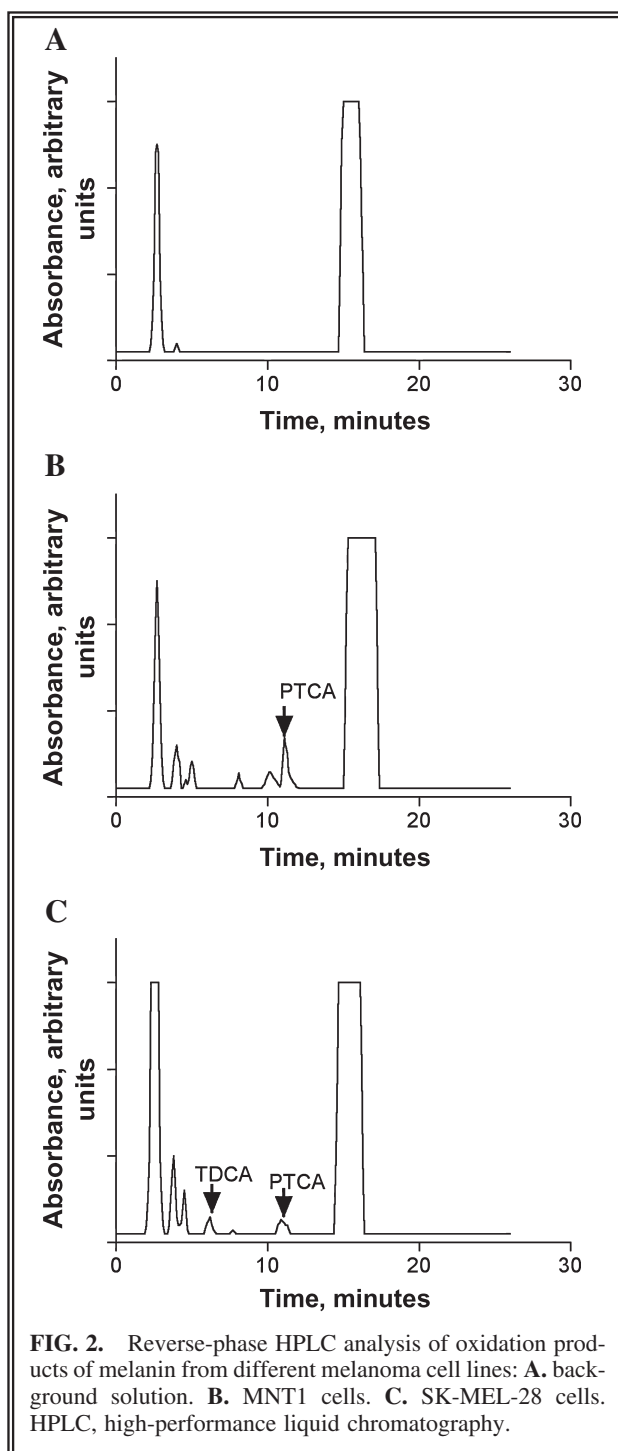 A
Absorbance, arbitrary
units
0
10
20
30
Time, minutes
B
Absorbance, arbitrary
units
PTCA
0
10
20
30
Time, minutes
C
Absorbance, arbitrary
units
TDCA
PTCA
0
10
20
30
Time, minutes
FIG. 2. Reverse-phase HPLC analysis of oxidation prod-
ucts of melanin from different melanoma cell lines: A. back-
ground solution. B. MNT1 cells. C. SK-MEL-28 cells.
HPLC, high-performance liquid chromatography.